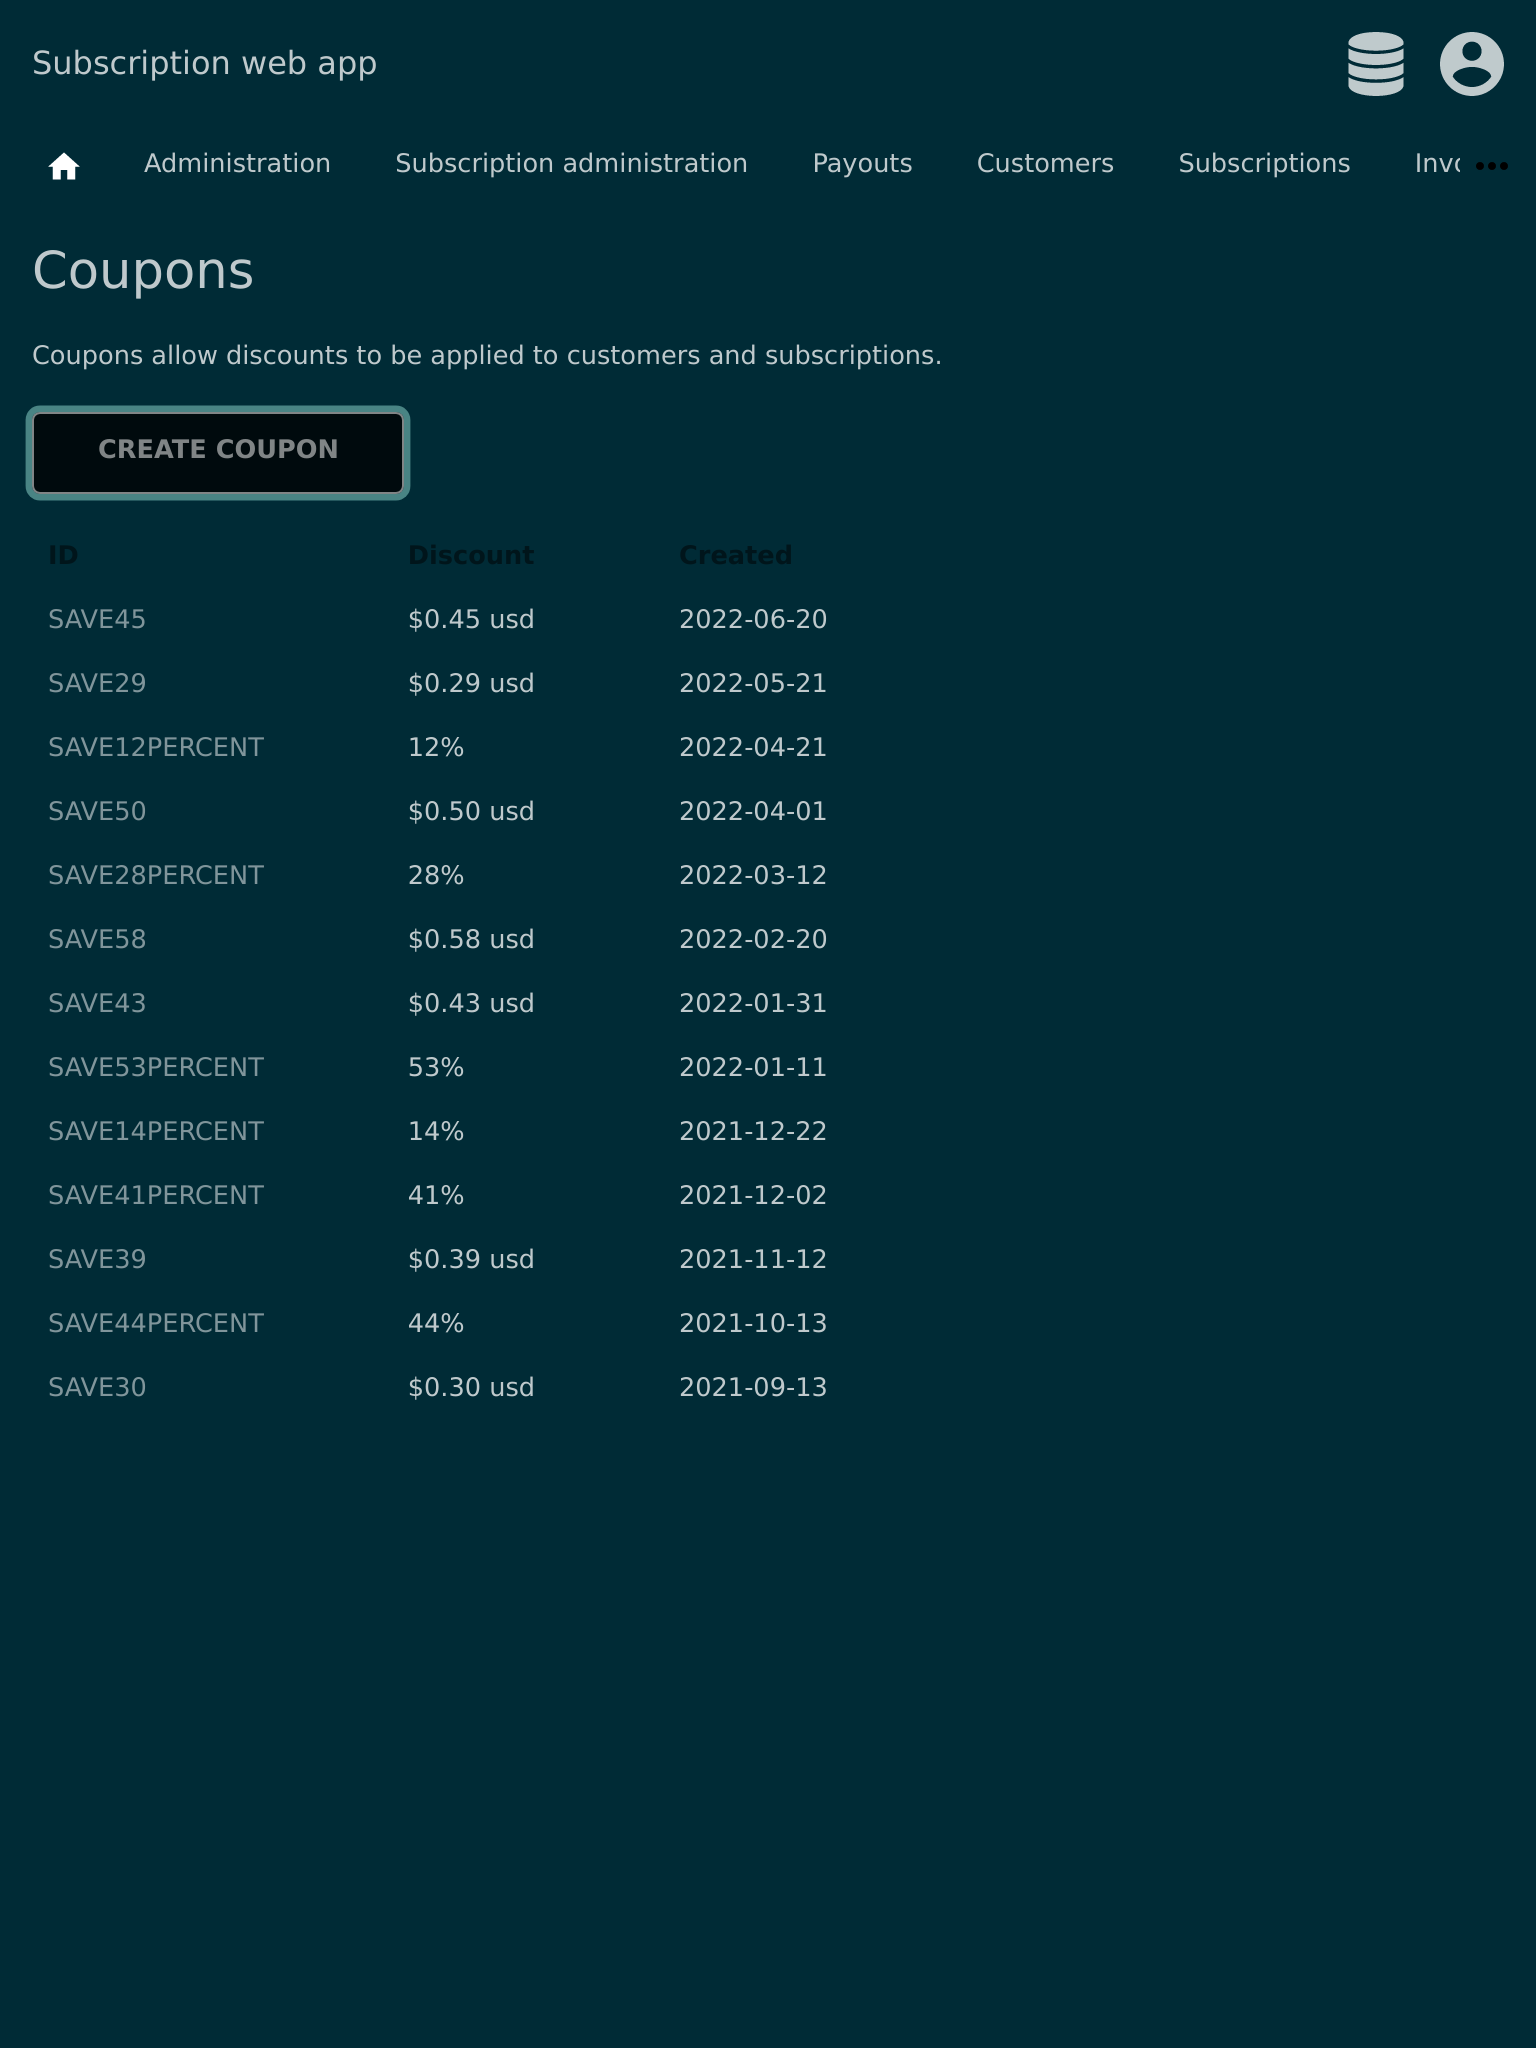 Subscription web app
Administration Subscription administration Payouts Customers Subscriptions
Coupons
Coupons allow discounts to be applied to customers and subscriptions.
CREATE COUPON
ID Discount Created
SAVE45 $0.45 usd 2022-06-20
SAVE29 $0.29 usd 2022-05-21
SAVE12PERCENT 12% 2022-04-21
SAVE50 $0.50 usd 2022-04-01
SAVE28PERCENT 28% 2022-03-12
SAVE58 $0.58 usd 2022-02-20
SAVE43 $0.43 usd 2022-01-31
SAVE53PERCENT 53% 2022-01-11
SAVE14PERCENT 14% 2021-12-22
SAVE41PERCENT 41% 2021-12-02
SAVE39 $0.39 usd 2021-11-12
SAVE44PERCENT 44% 2021-10-13
SAVE30 $0.30 usd 2021-09-13